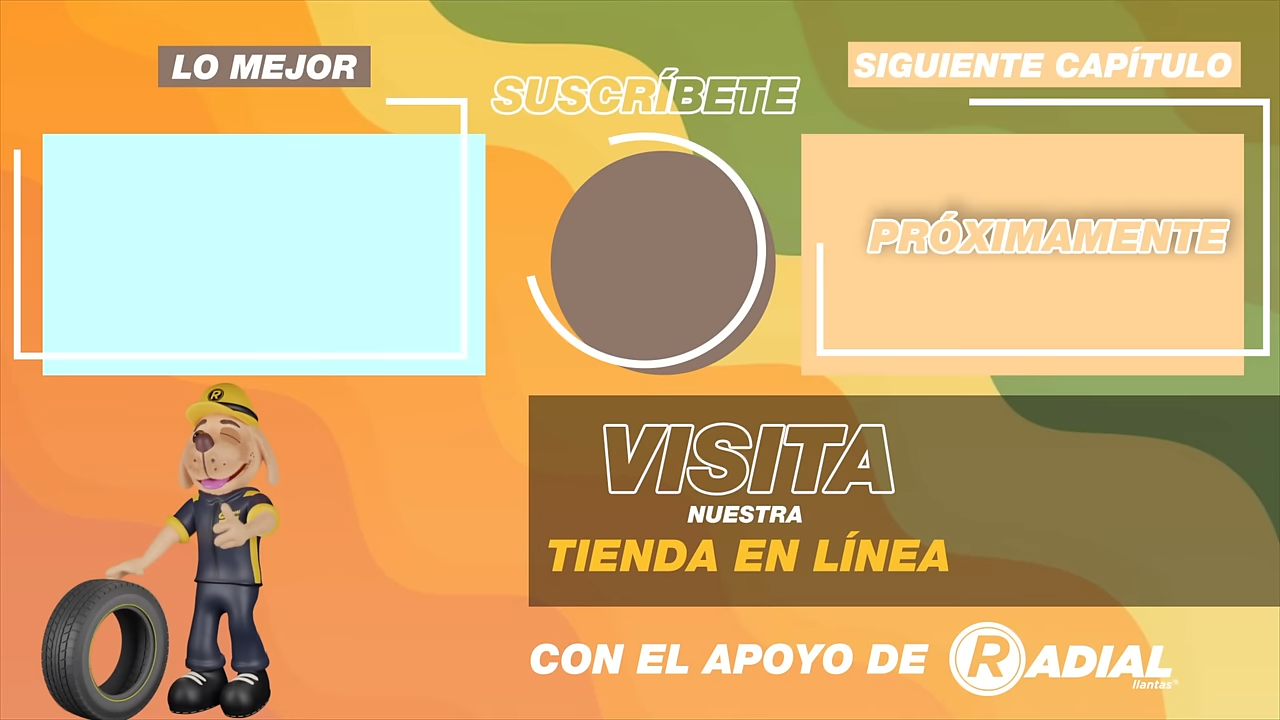 LO MEJOR
SUSCRÍBETE
SIGUIENTE CAPÍTULO
PRÓXIMAMENTE
R
VISITA
NUESTRA
TIENDA EN LÍNEA
CON EL APOYO DE RADIAL
llantas®